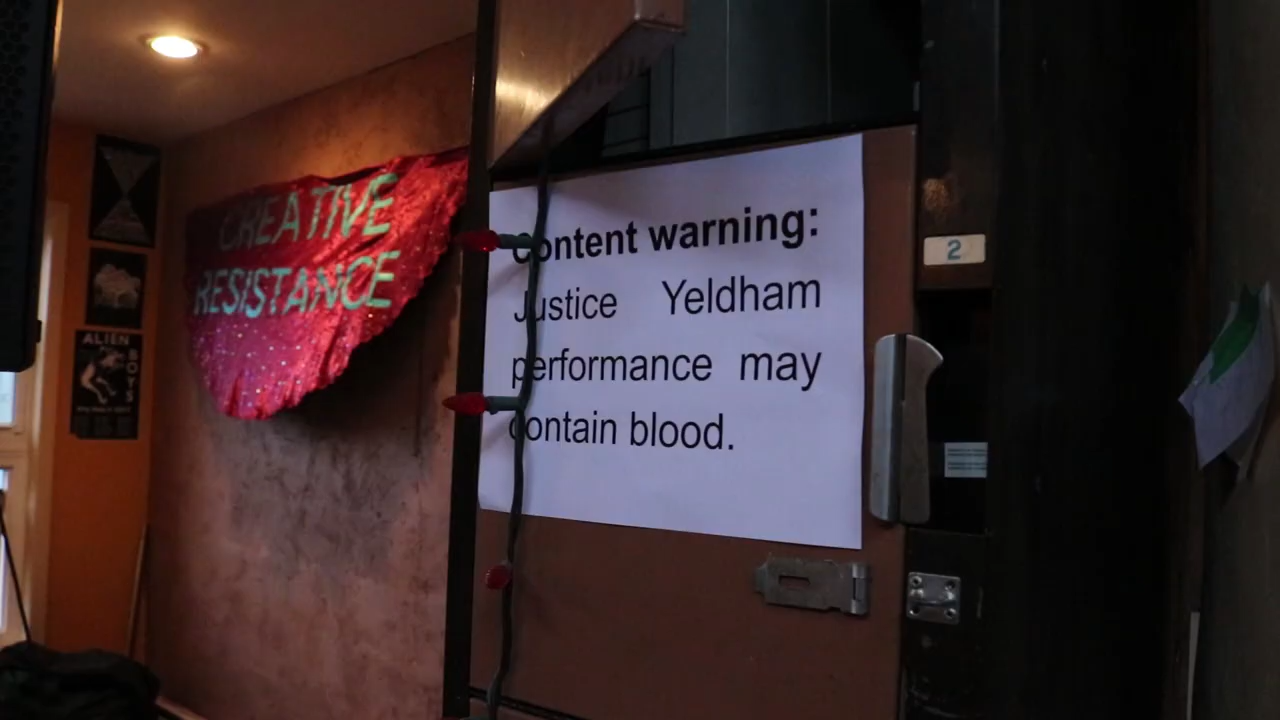 CREATIVE
RESISTANCE
ALIEN
BOYS
Content warning:
Justice Yeldham
performance may
contain blood.
2